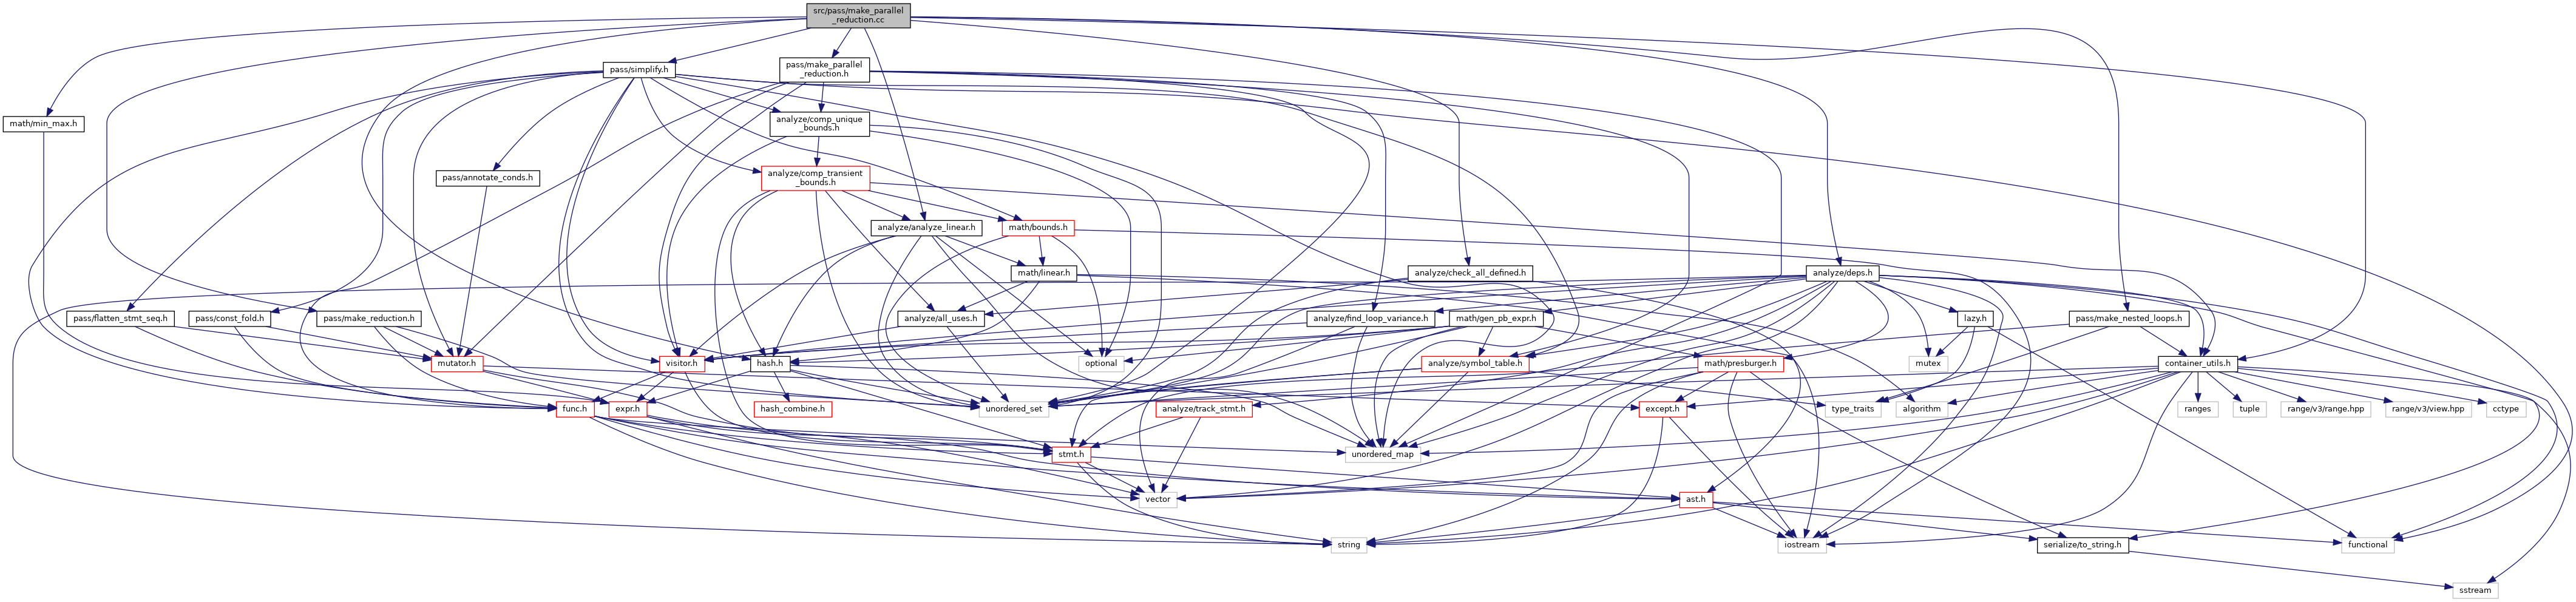 src/pass/make_parallel
_reduction.cc
pass/simplify.h
pass/make_parallel
_reduction.h
math/min_max.h
analyze/comp_unique
_bounds.h
pass/annotate_conds.h
analyze/comp_transient
_bounds.h
analyze/analyze_linear.h
math/bounds.h
math/linear.h
analyze/check_all_defined.h
analyze/deps.h
pass/flatten_stmt_seq.h
pass/const_fold.h
pass/make_reduction.h
analyze/all_uses.h
analyze/find_loop_variance.h
math/gen_pb_expr.h
lazy.h
pass/make_nested_loops.h
mutator.h
visitor.h
hash.h
optional
analyze/symbol_table.h
math/presburger.h
mutex
container_utils.h
func.h
expr.h
hash_combine.h
unordered_set
analyze/track_stmt.h
except.h
type_traits
algorithm
ranges
tuple
range/v3/range.hpp
range/v3/view.hpp
cctype
stmt.h
unordered_map
vector
ast.h
string
iostream
serialize/to_string.h
functional
sstream